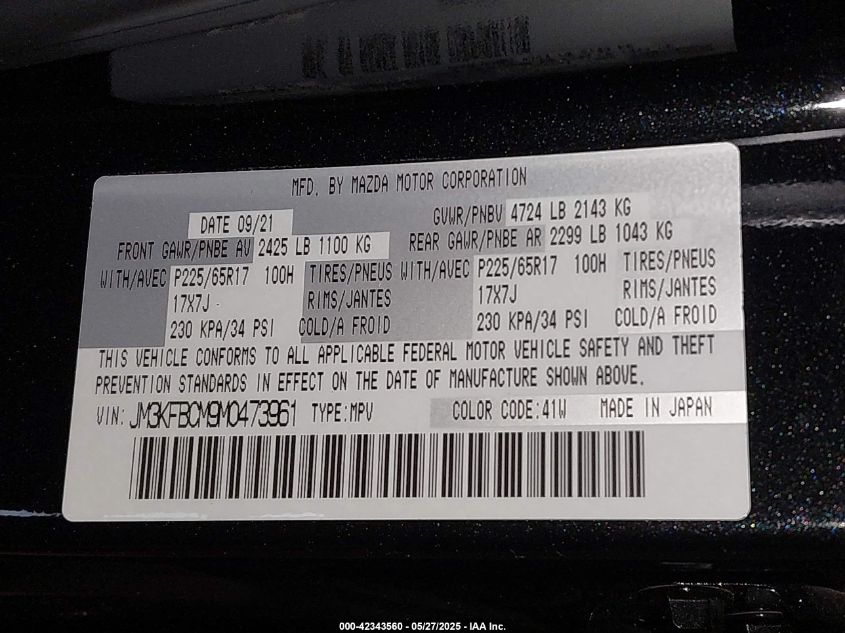 MFD. BY MAZDA MOTOR CORPORATION
DATE 09/21
GVWR/PNBV 4724 LB 2143 KG
FRONT GAWR/PNBE AV 2425 LB 1100 KG
REAR GAWR/PNBE AR 2299 LB 1043 KG
WITH/AVEC P225/65R17 100H TIRES/PNEUS WITH/AVEC P225/65R17 100H TIRES/PNEUS
17X7J RIMS/JANTES 17X7J RIMS/JANTES
230 KPA/34 PSI COLD/A FROID 230 KPA/34 PSI COLD/A FROID
THIS VEHICLE CONFORMS TO ALL APPLICABLE FEDERAL MOTOR VEHICLE SAFETY AND THEFT
PREVENTION STANDARDS IN EFFECT ON THE DATE OF MANUFACTURE SHOWN ABOVE.
VIN: JM3KFBCM9M0473961 TYPE:MPV COLOR CODE:41W MADE IN JAPAN
000-42343560 - 05/27/2025 - IAA Inc.